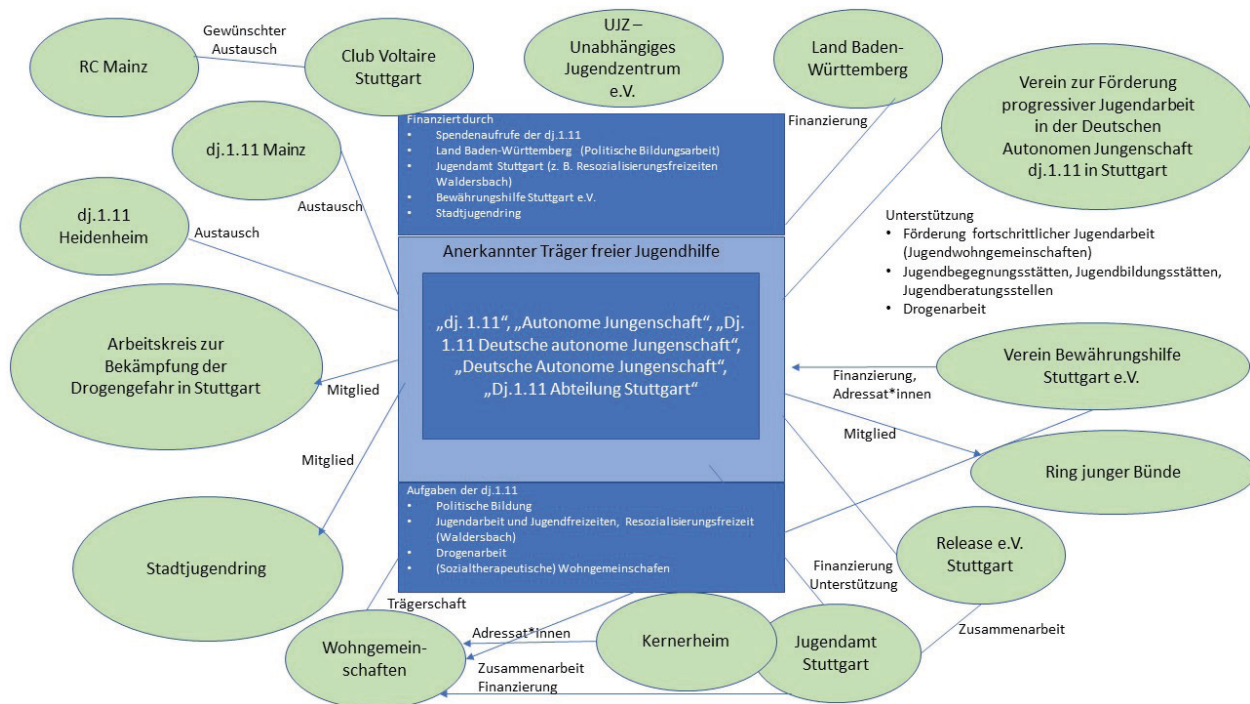 RC Mainz
Gewünschter
Austausch
Club Voltaire
Stuttgart
UJZ –
Unabhängiges
Jugendzentrum
e.V.
Land Baden-
Württemberg
Verein zur Förderung
progressiver Jugendarbeit
in der Deutschen
Autonomen Jungenschaft
dj.1.11 in Stuttgart
Finanzierung
dj.1.11 Mainz
Austausch
dj.1.11
Heidenheim
Austausch
Finanziert durch
• Spendenaufrufe der dj.1.11
• Land Baden-Württemberg (Politische Bildungsarbeit)
• Jugendamt Stuttgart (z. B. Resozialisierungsfreizeiten
Waldersbach)
• Bewährungshilfe Stuttgart e.V.
• Stadtjugendring
Unterstützung
• Förderung fortschrittlicher Jugendarbeit
(Jugendwohngemeinschaften)
• Jugendbegegnungsstätten, Jugendbildungsstätten,
Jugendberatungsstellen
• Drogenarbeit
Anerkannter Träger freier Jugendhilfe
„dj. 1.11“, „Autonome Jungenschaft“, „Dj.
1.11 Deutsche autonome Jungenschaft“,
„Deutsche Autonome Jungenschaft“,
„Dj.1.11 Abteilung Stuttgart“
Arbeitskreis zur
Bekämpfung der
Drogengefahr in Stuttgart
Mitglied
Verein Bewährungshilfe
Stuttgart e.V.
Finanzierung,
Adressat*innen
Mitglied
Ring junger Bünde
Mitglied
Stadtjugendring
Aufgaben der dj.1.11
• Politische Bildung
• Jugendarbeit und Jugendfreizeiten, Resozialisierungsfreizeit
(Waldersbach)
• Drogenarbeit
• (Sozialtherapeutische) Wohngemeinschafen
Release e.V.
Stuttgart
Finanzierung
Unterstützung
Trägerschaft
Wohngemein-
schaften
Adressat*innen
Kernerheim
Jugendamt
Stuttgart
Zusammenarbeit
Zusammenarbeit
Finanzierung